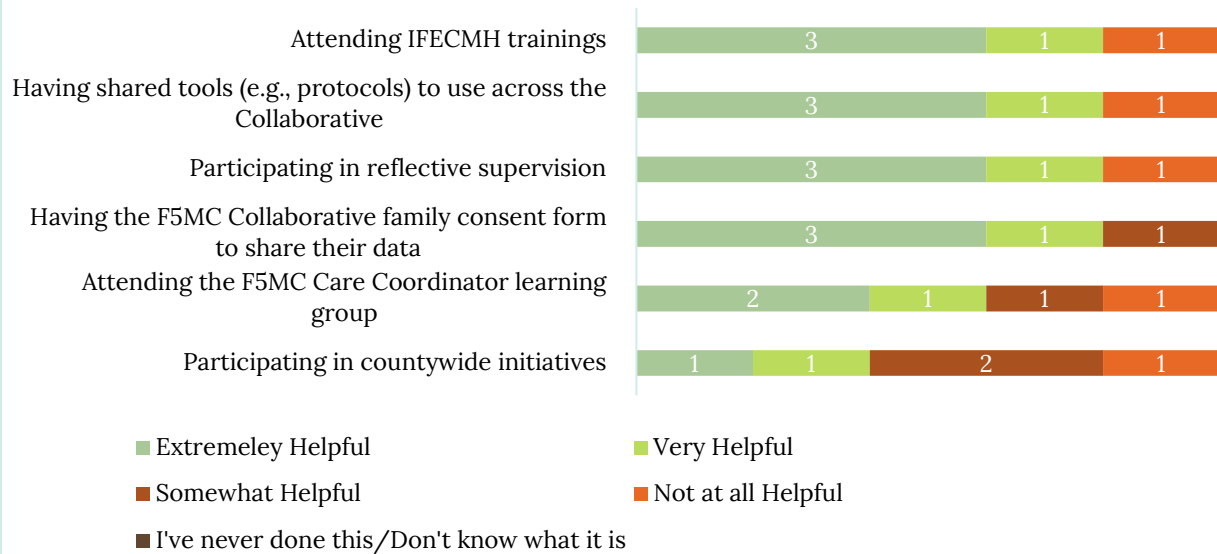 Attending IFECMH trainings
3 1 1
Having shared tools (e.g., protocols) to use across the
Collaborative
3 1 1
Participating in reflective supervision
3 1 1
Having the F5MC Collaborative family consent form
to share their data
3 1 1
Attending the F5MC Care Coordinator learning
group
2 1 1 1
Participating in countywide initiatives
1 1 2 1
Extremeley Helpful
Very Helpful
Somewhat Helpful
Not at all Helpful
I've never done this/Don't know what it is